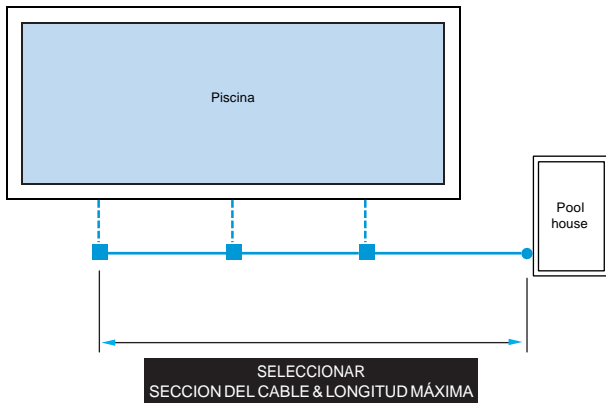 Piscina
Pool
house
SELECCIONAR
SECCION DEL CABLE & LONGITUD MÁXIMA